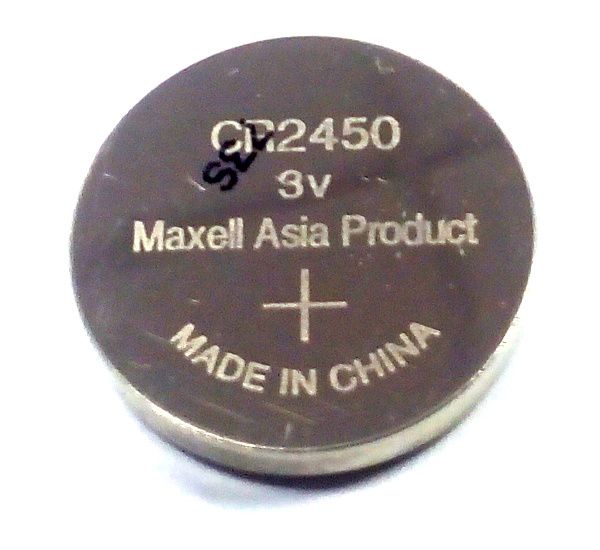 CR2450
3V
Maxell Asia Product
+
MADE IN CHINA